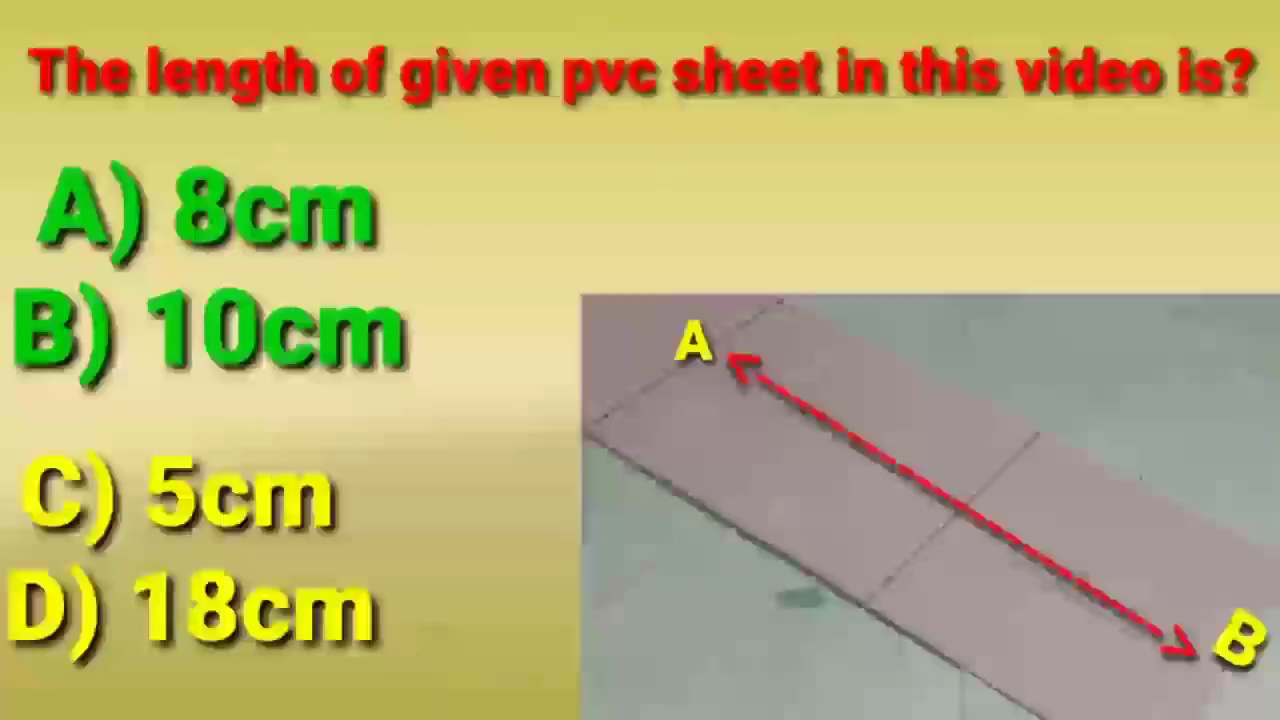 The length of given pvc sheet in this video is?
A) 8cm
B) 10cm
C) 5cm
D) 18cm
A
B